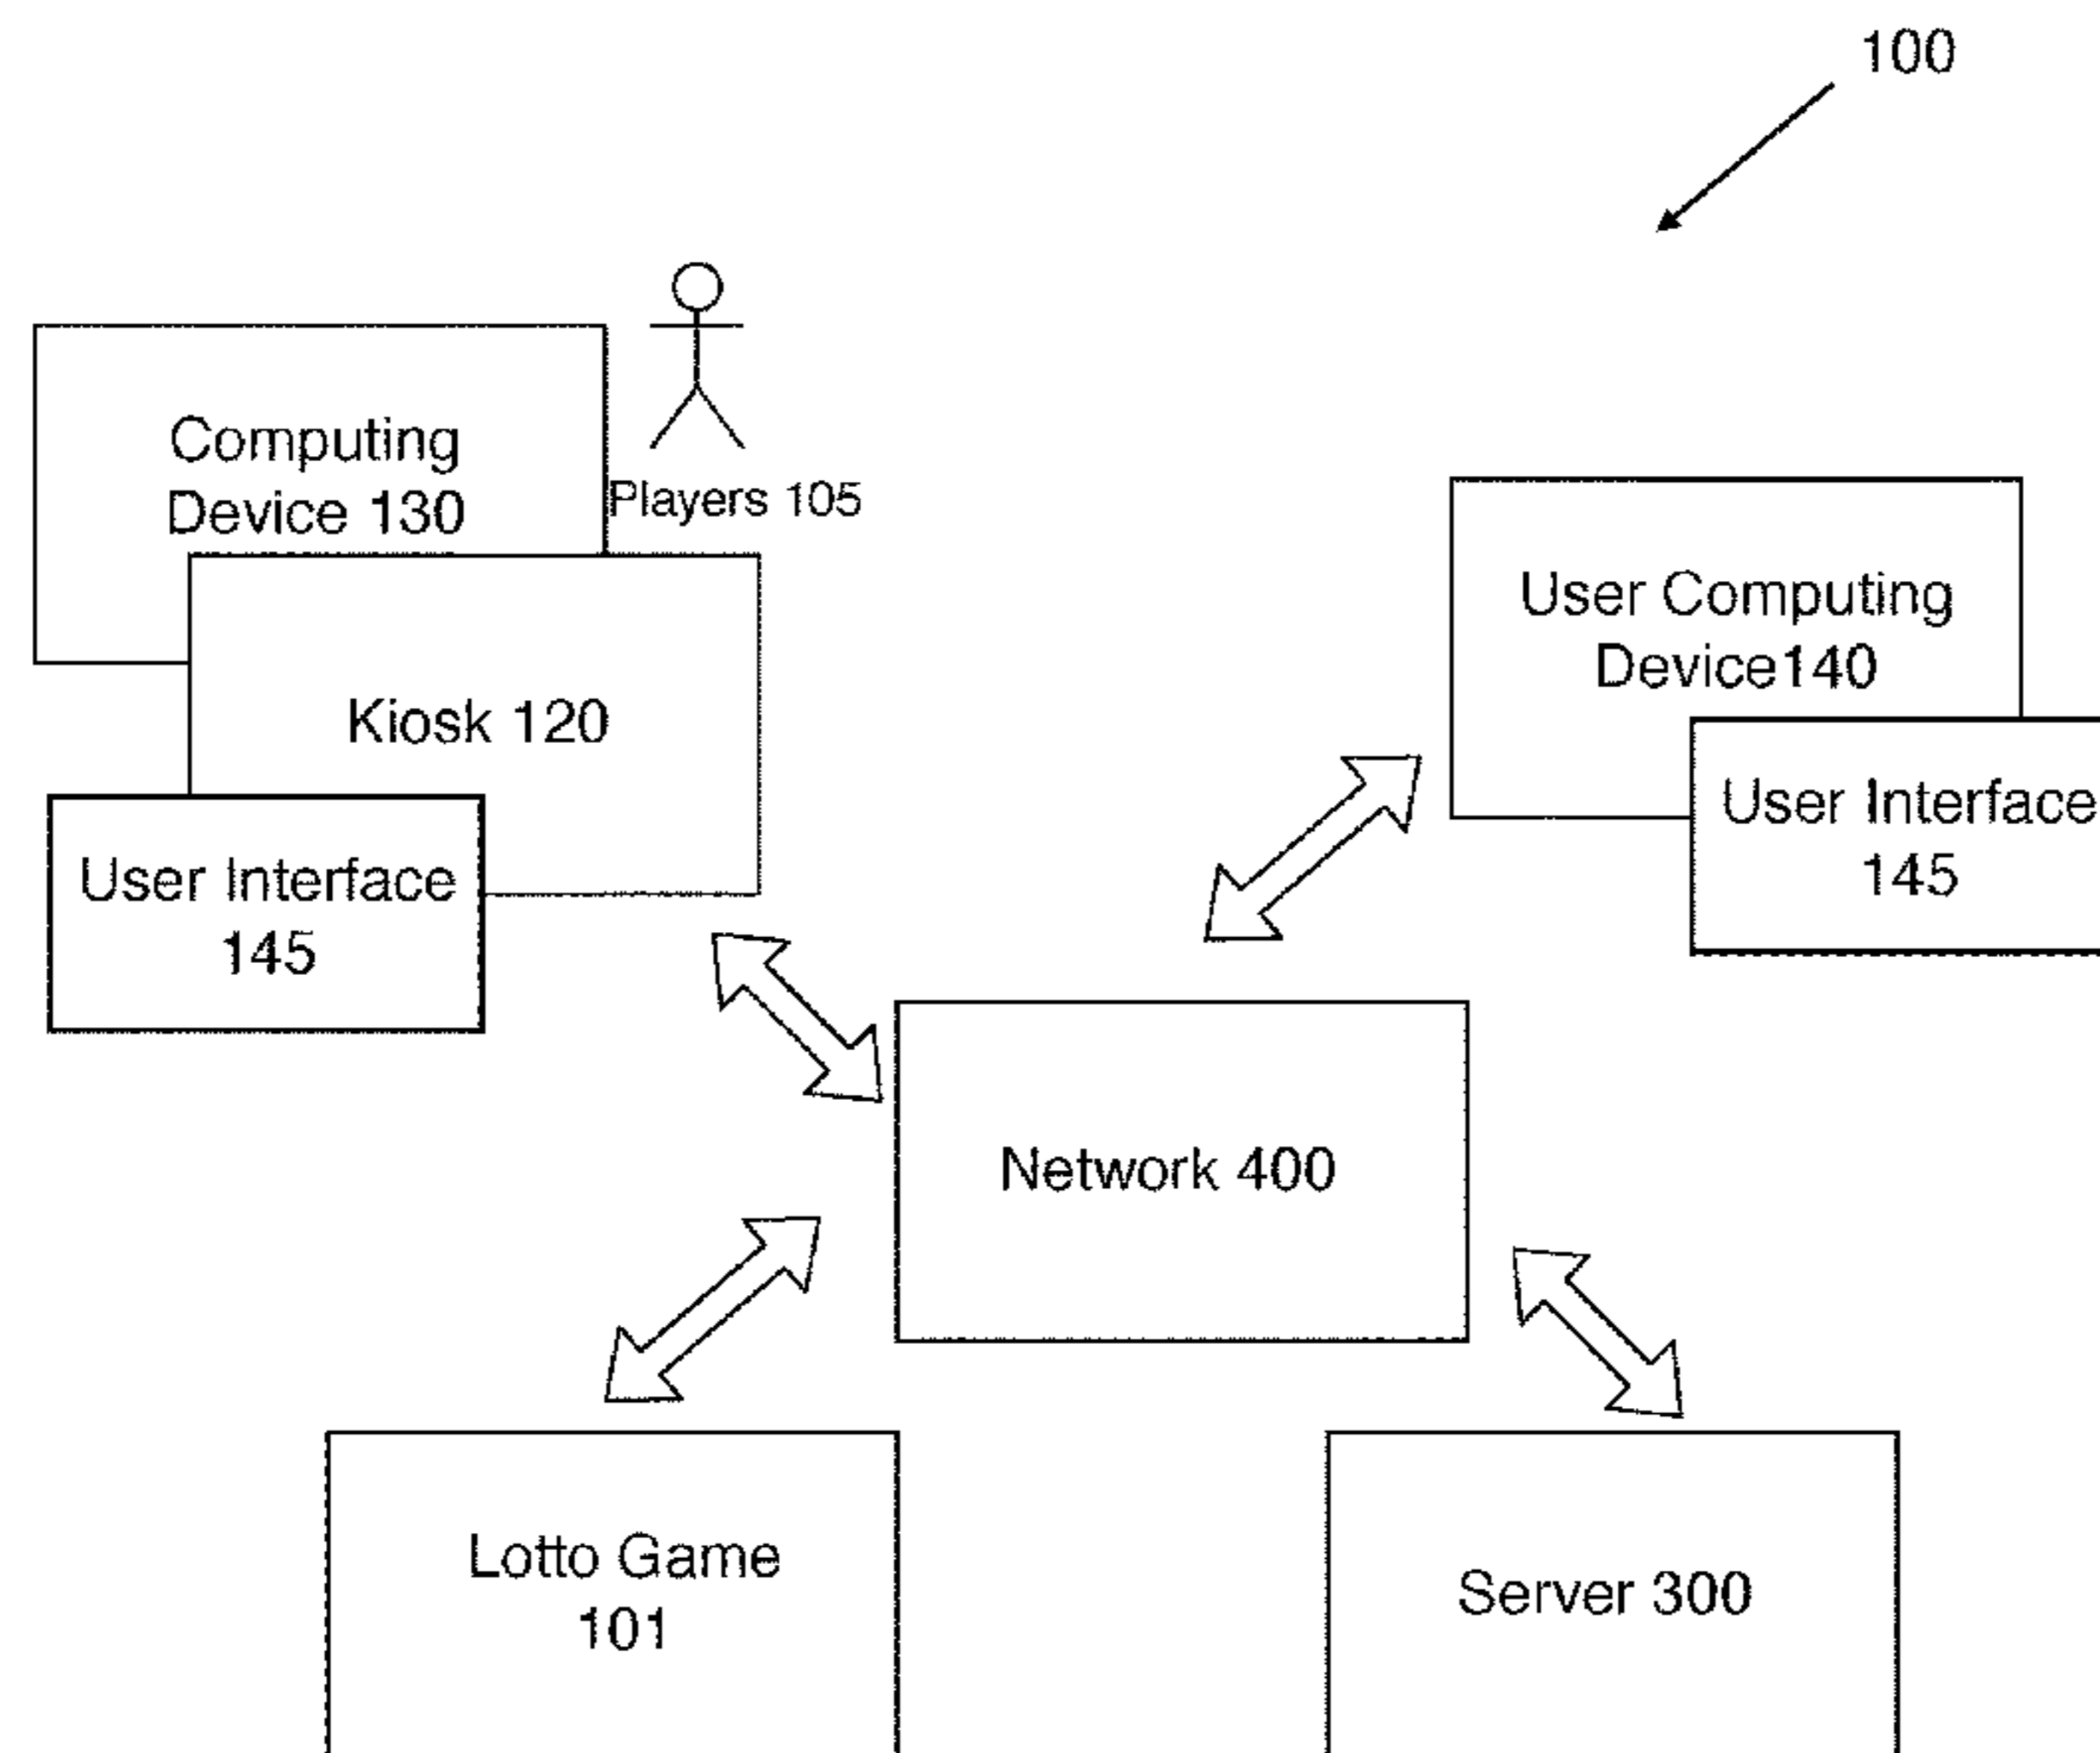 100
Computing
Device 130
Players 105
Kiosk 120
User Interface
145
User Computing
Device140
User Interface
145
Network 400
Lotto Game
101
Server 300